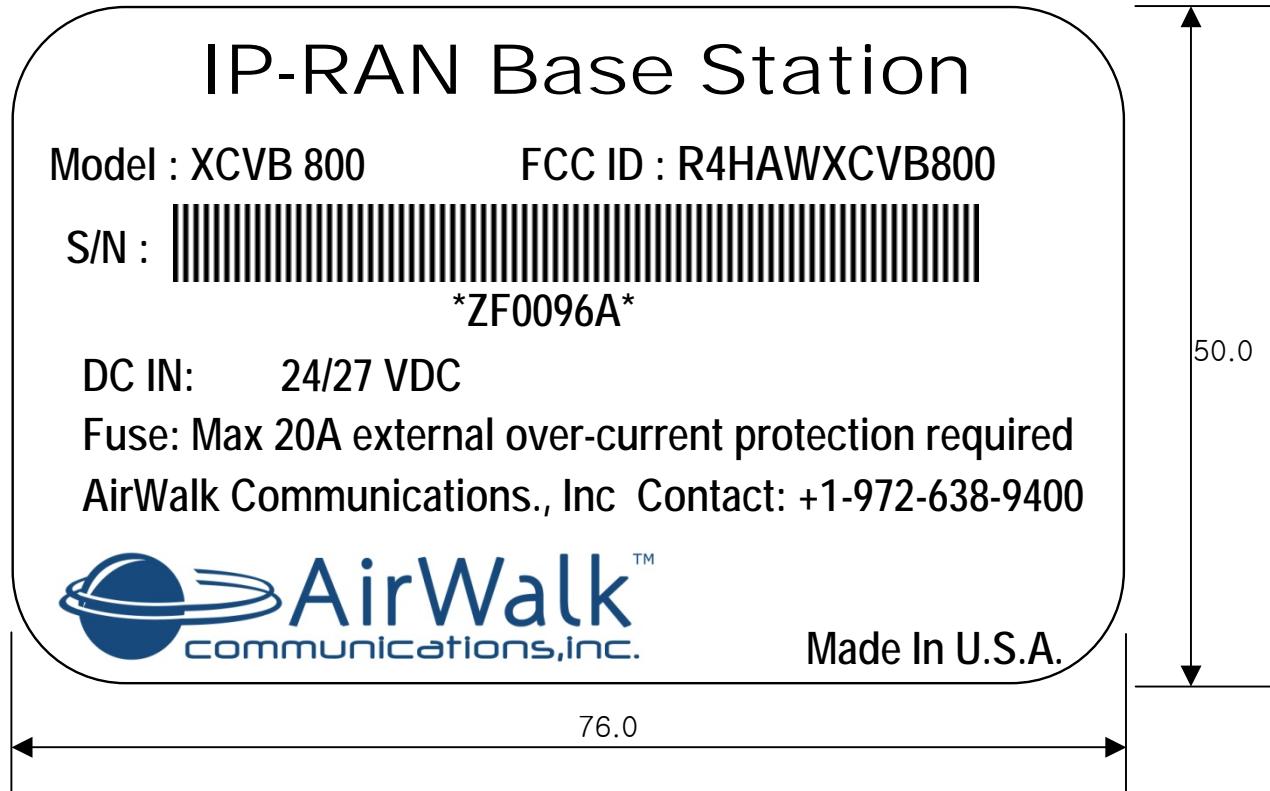 IP-RAN Base Station
Model : XCVB 800 FCC ID : R4HAWXCVB800
S/N :
*ZF0096A*
50.0
DC IN: 24/27 VDC
Fuse: Max 20A external over-current protection required
AirWalk Communications., Inc Contact: +1-972-638-9400
AirWalk™
communications,inc.
Made In U.S.A.
76.0